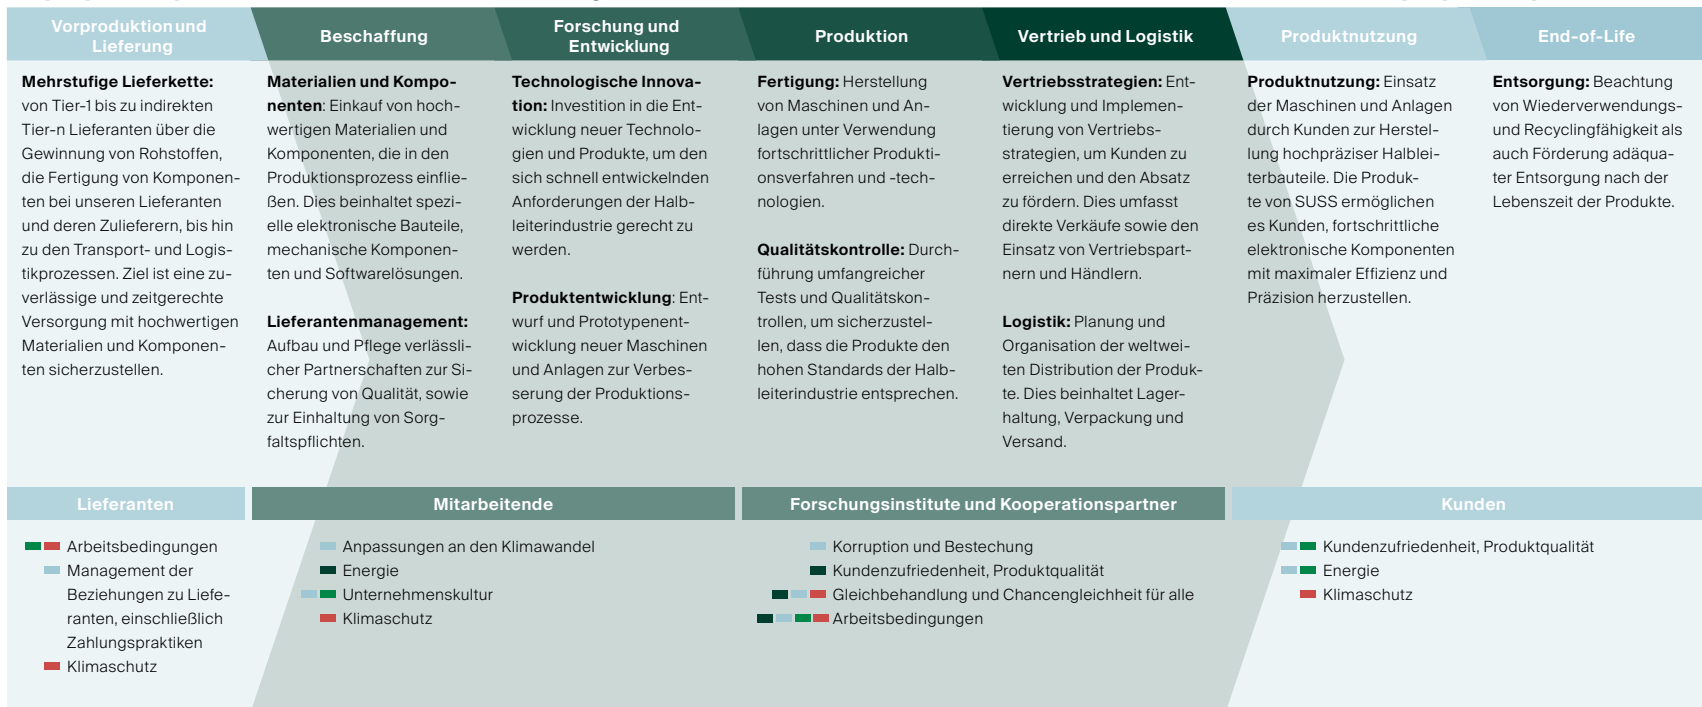 Vorproduktion und
Lieferung
Beschaffung
Forschung und
Entwicklung
Produktion
Vertrieb und Logistik
Produktnutzung
End-of-Life
Mehrstufige Lieferkette:
von Tier-1 bis zu indirekten
Tier-n Lieferanten über die
Gewinnung von Rohstoffen,
die Fertigung von Komponen-
ten bei unseren Lieferanten
und deren Zulieferern, bis hin
zu den Transport- und Logis-
tikprozessen. Ziel ist eine zu-
verlässige und zeitgerechte
Versorgung mit hochwertigen
Materialien und Komponen-
ten sicherzustellen.
Materialien und Kompo-
nenten: Einkauf von hoch-
wertigen Materialien und
Komponenten, die in den
Produktionsprozess einflie-
ßen. Dies beinhaltet spezi-
elle elektronische Bauteile,
mechanische Komponen-
ten und Softwarelösungen.
Lieferantenmanagement:
Aufbau und Pflege verlässli-
cher Partnerschaften zur Si-
cherung von Qualität, sowie
zur Einhaltung von Sorg-
faltspflichten.
Technologische Innova-
tion: Investition in die Ent-
wicklung neuer Technolo-
gien und Produkte, um den
sich schnell entwickelnden
Anforderungen der Halb-
leiterindustrie gerecht zu
werden.
Produktentwicklung: Ent-
wurf und Prototypenent-
wicklung neuer Maschinen
und Anlagen zur Verbes-
serung der Produktions-
prozesse.
Fertigung: Herstellung
von Maschinen und An-
lagen unter Verwendung
fortschrittlicher Produkti-
onsverfahren und -tech-
nologien.
Qualitätskontrolle: Durch-
führung umfangreicher
Tests und Qualitätskon-
trollen, um sicherzustel-
len, dass die Produkte den
hohen Standards der Halb-
leiterindustrie entsprechen.
Vertriebsstrategien: Ent-
wicklung und Implemen-
tierung von Vertriebs-
strategien, um Kunden zu
erreichen und den Absatz
zu fördern. Dies umfasst
direkte Verkäufe sowie den
Einsatz von Vertriebspart-
nern und Händlern.
Logistik: Planung und
Organisation der weltwei-
ten Distribution der Produk-
te. Dies beinhaltet Lager-
haltung, Verpackung und
Versand.
Produktnutzung: Einsatz
der Maschinen und Anlagen
durch Kunden zur Herstel-
lung hochpräziser Halblei-
terbauteile. Die Produk-
te von SUSS ermöglichen
es Kunden, fortschrittliche
elektronische Komponenten
mit maximaler Effizienz und
Präzision herzustellen.
Entsorgung: Beachtung
von Wiederverwendungs-
und Recyclingfähigkeit als
auch Förderung adäqua-
ter Entsorgung nach der
Lebenszeit der Produkte.
Lieferanten
Arbeitsbedingungen
Management der
Beziehungen zu Liefe-
ranten, einschließlich
Zahlungspraktiken
Klimaschutz
Mitarbeitende
Anpassungen an den Klimawandel
Energie
Unternehmenskultur
Klimaschutz
Forschungsinstitute und Kooperationspartner
Korruption und Bestechung
Kundenzufriedenheit, Produktqualität
Gleichbehandlung und Chancengleichheit für alle
Arbeitsbedingungen
Kunden
Kundenzufriedenheit, Produktqualität
Energie
Klimaschutz